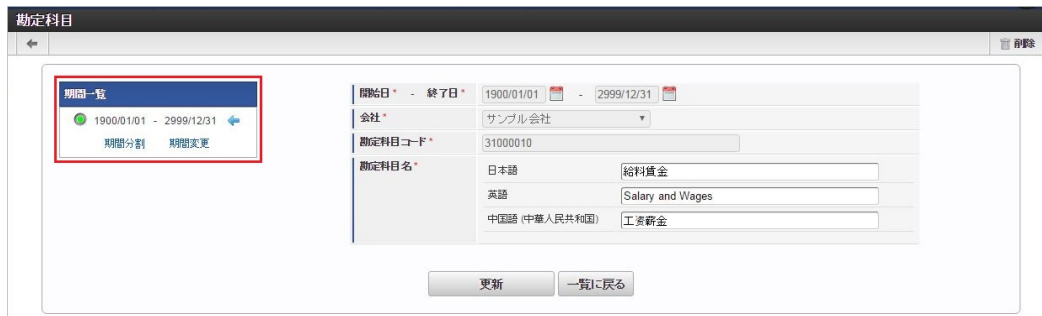 勘定科目
削除
期間一覧
1900/01/01 - 2999/12/31
期間分割 期間変更
開始日* - 終了日* 1900/01/01 - 2999/12/31
会社* サンプル会社
勘定科目コード* 31000010
勘定科目名* 日本語 給料賃金
英語 Salary and Wages
中国語 (中華人民共和国) 工资薪金
更新 一覧に戻る